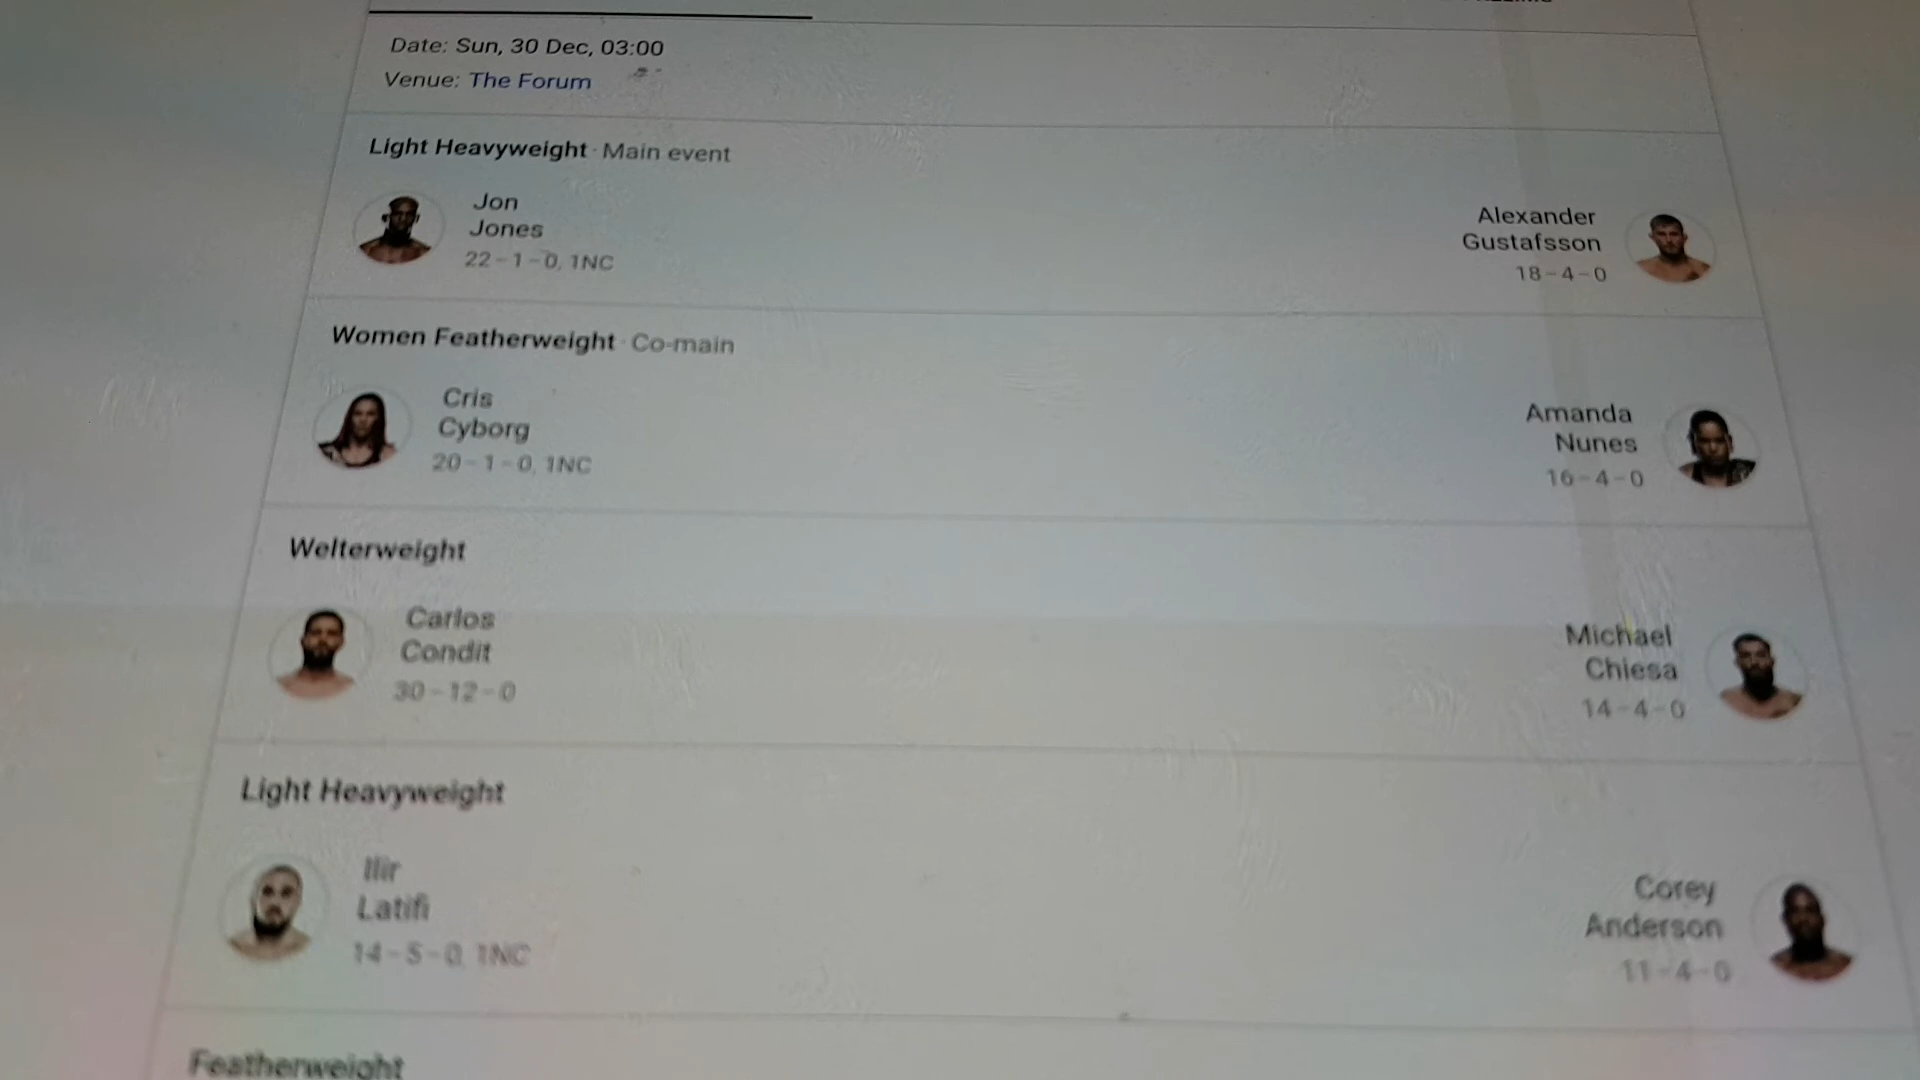 Date: Sun, 30 Dec, 03:00
Venue: The Forum
Light Heavyweight · Main event
Jon
Jones
22-1-0, 1NC
Alexander
Gustafsson
18-4-0
Women Featherweight · Co-main
Cris
Cyborg
20-1-0, 1NC
Amanda
Nunes
16-4-0
Welterweight
Carlos
Condit
30-12-0
Michael
Chiesa
14-4-0
Light Heavyweight
Ilir
Latifi
14-5-0, 1NC
Corey
Anderson
11-4-0
Featherweight